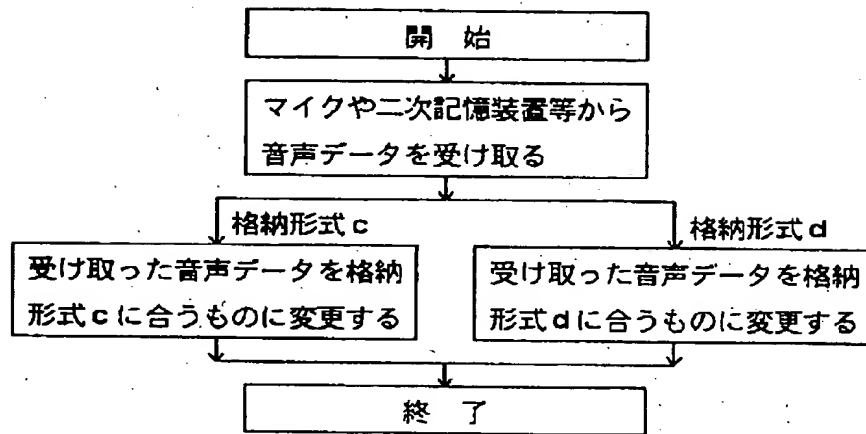 開 始
マイクや二次記憶装置等から
音声データを受け取る
格納形式c
格納形式d
受け取った音声データを格納
形式cに合うものに変更する
受け取った音声データを格納
形式dに合うものに変更する
終 了